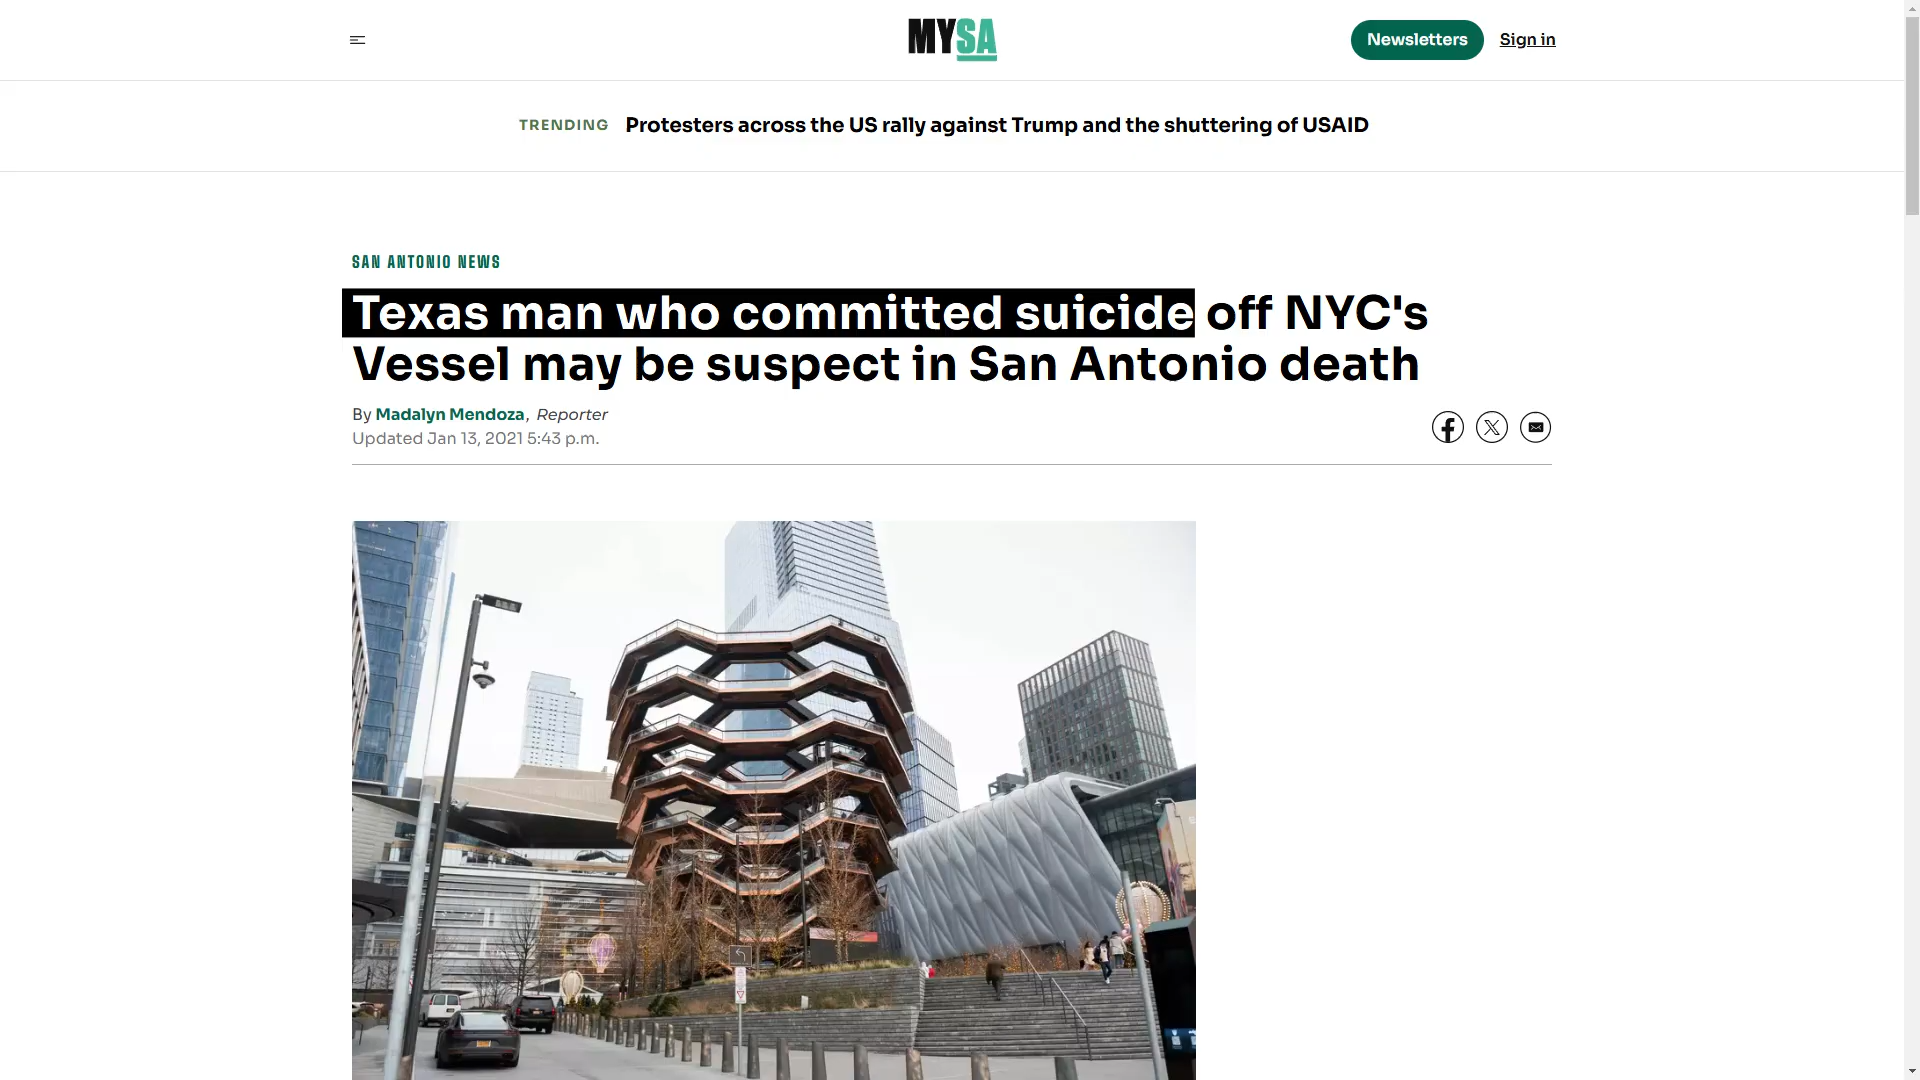 MYSA
Newsletters
Sign in
TRENDING Protesters across the US rally against Trump and the shuttering of USAID
SAN ANTONIO NEWS
Texas man who committed suicide off NYC's
Vessel may be suspect in San Antonio death
By Madalyn Mendoza, Reporter
Updated Jan 13, 2021 5:43 p.m.